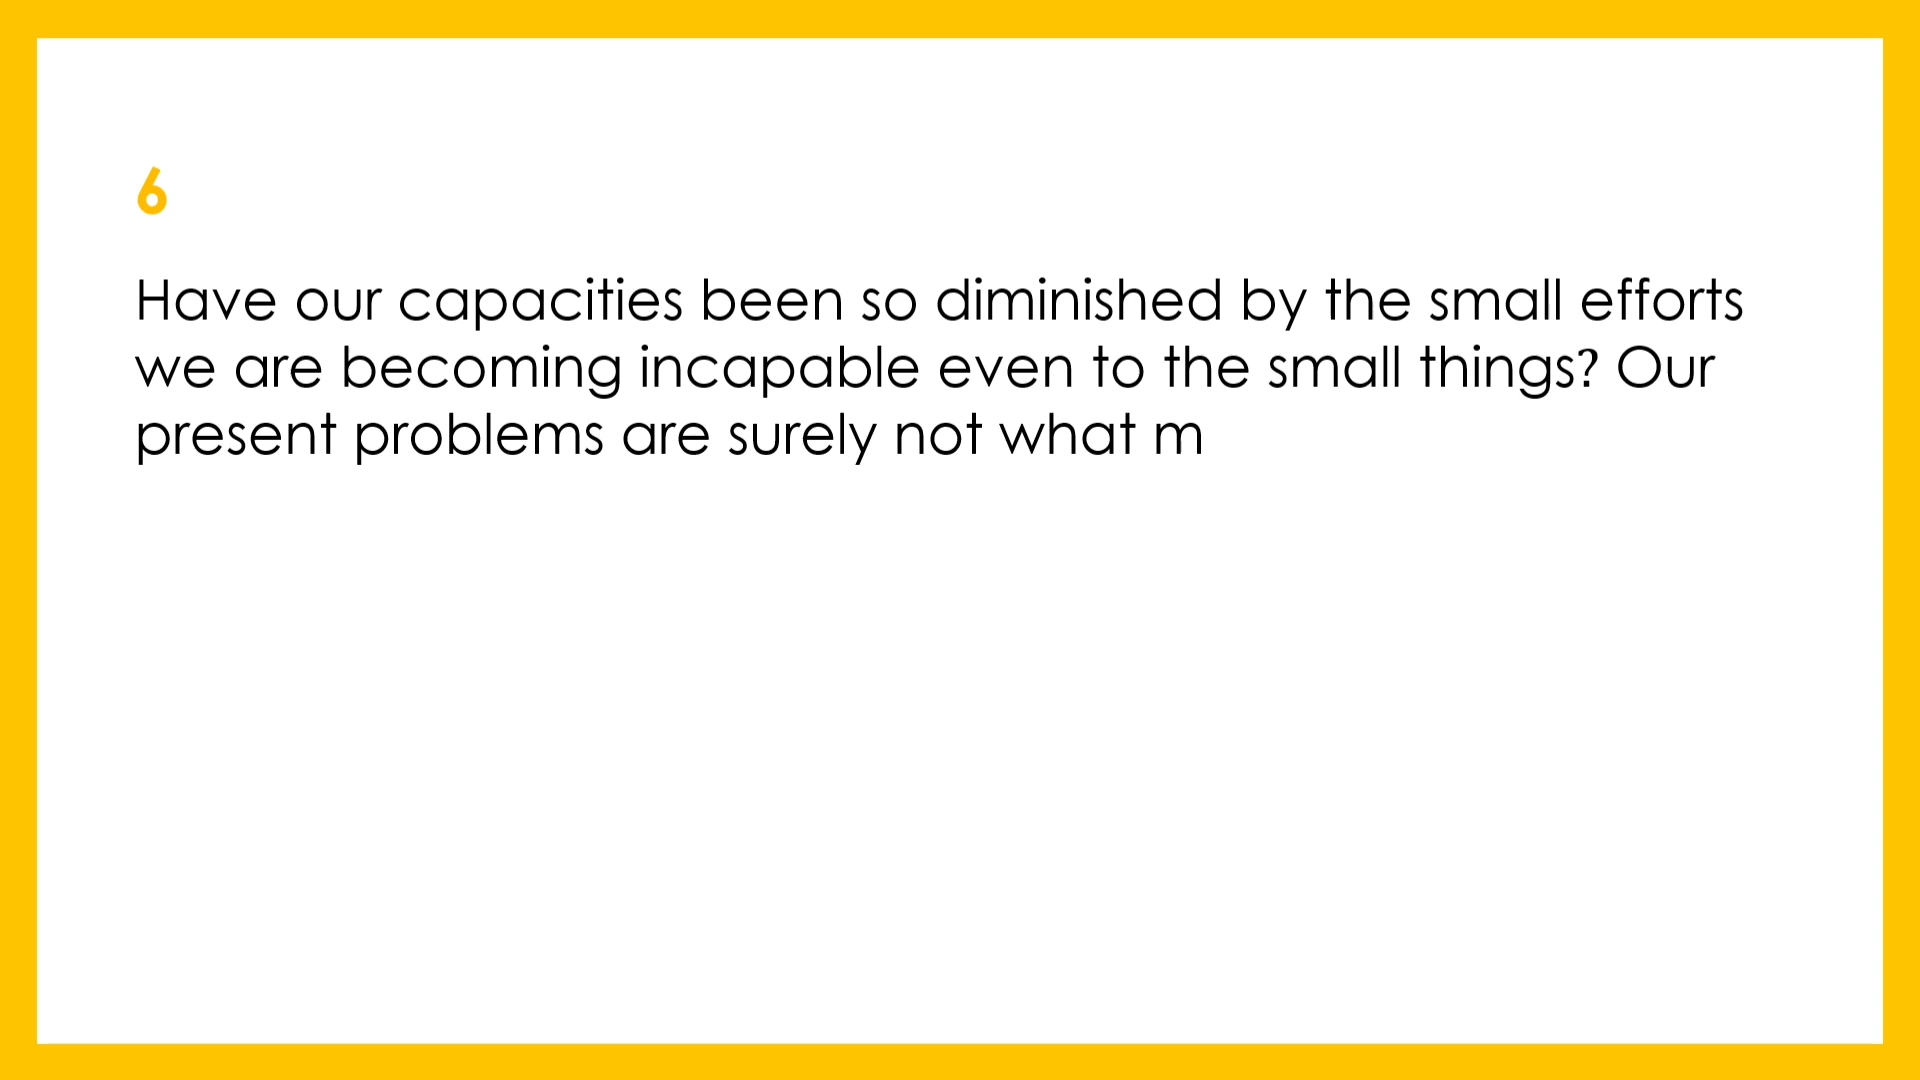 6
Have our capacities been so diminished by the small efforts
we are becoming incapable even to the small things? Our
present problems are surely not what m